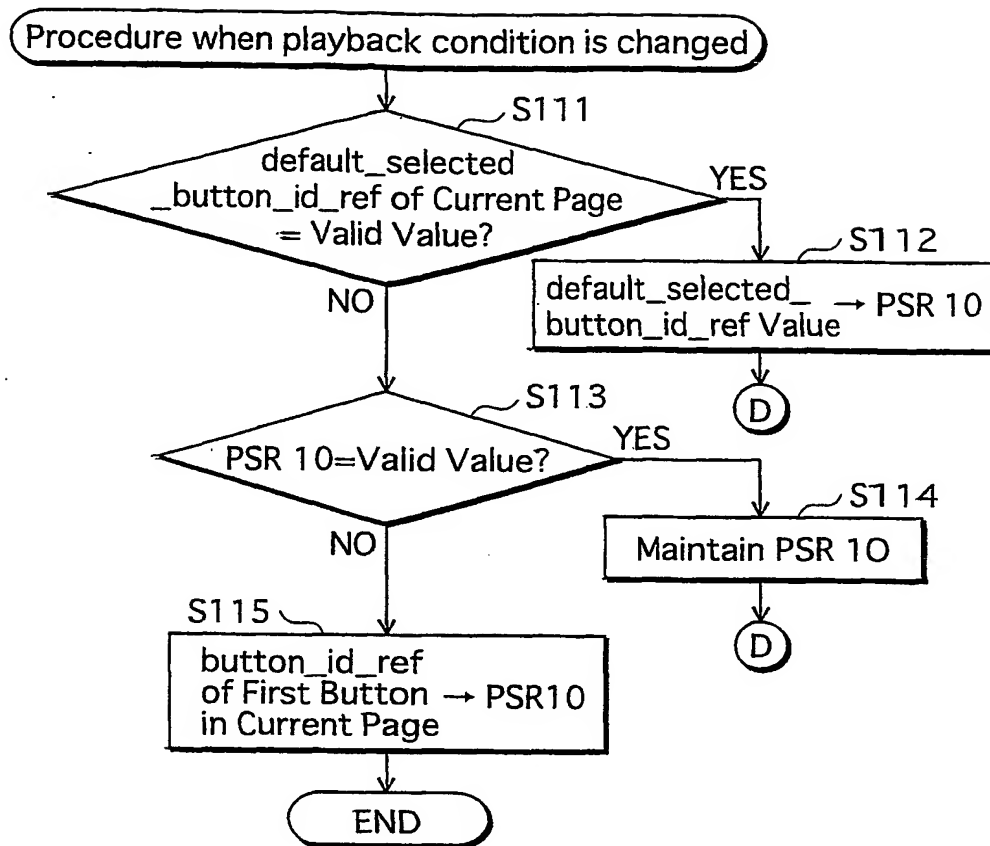 Procedure when playback condition is changed
S111
default_selected
_button_id_ref of Current Page
= Valid Value?
YES
NO
S112
default_selected_
button_id_ref Value → PSR 10
D
S113
PSR 10=Valid Value?
YES
NO
S114
Maintain PSR 10
D
S115
button_id_ref
of First Button → PSR10
in Current Page
END